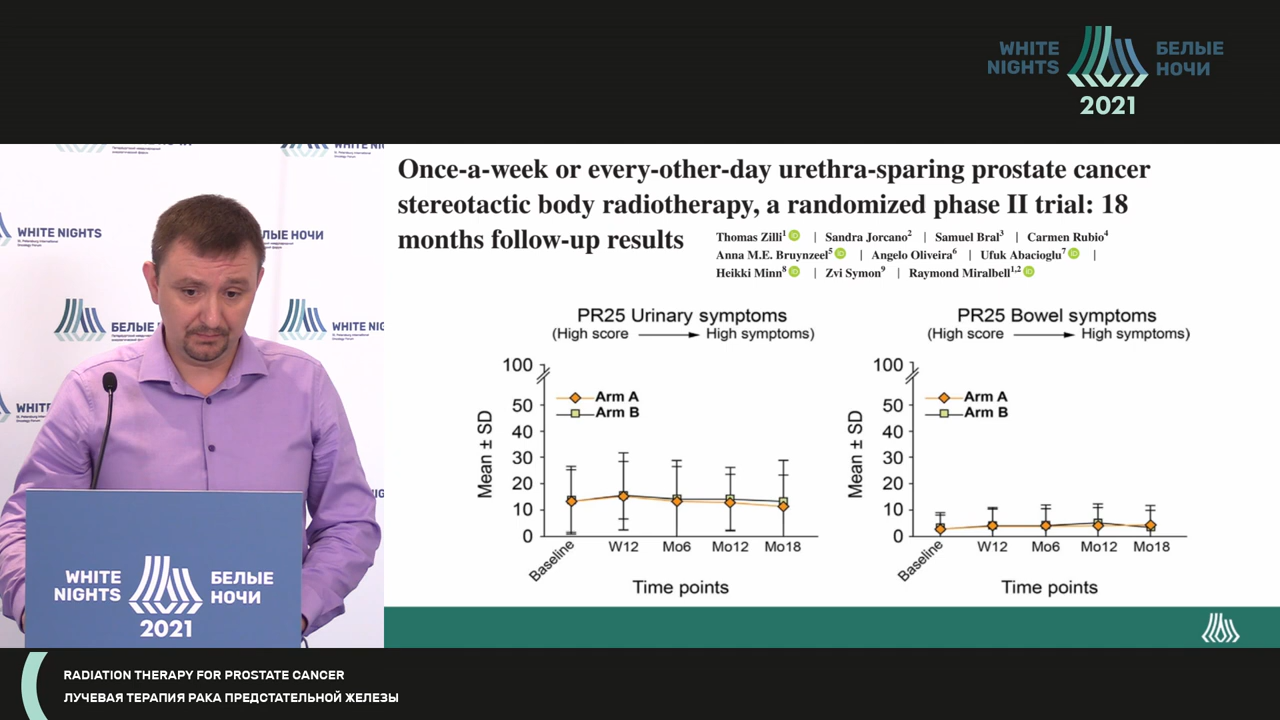 WHITE
NIGHTS
БЕЛЫЕ
НОЧИ
2021
Once-a-week or every-other-day urethra-sparing prostate cancer
stereotactic body radiotherapy, a randomized phase II trial: 18
months follow-up results
Thomas Zilli1 | Sandra Jorcano2 | Samuel Bral3 | Carmen Rubio4
Anna M.E. Bruynzeel5 | Angelo Oliveira6 | Ufuk Abacioglu7 |
Heikki Minn8 | Zvi Symon9 | Raymond Miralbell1,2
PR25 Urinary symptoms
(High score → High symptoms)
100
50
40
30
20
10
0
Mean ± SD
Arm A
Arm B
Baseline W12 Mo6 Mo12 Mo18
Time points
PR25 Bowel symptoms
(High score → High symptoms)
100
50
40
30
20
10
0
Mean ± SD
Arm A
Arm B
Baseline W12 Mo6 Mo12 Mo18
Time points
WHITE NIGHTS
БЕЛЫЕ
WHITE
NIGHTS
БЕЛЫЕ
НОЧИ
2021
RADIATION THERAPY FOR PROSTATE CANCER
ЛУЧЕВАЯ ТЕРАПИЯ РАКА ПРЕДСТАТЕЛЬНОЙ ЖЕЛЕЗЫ